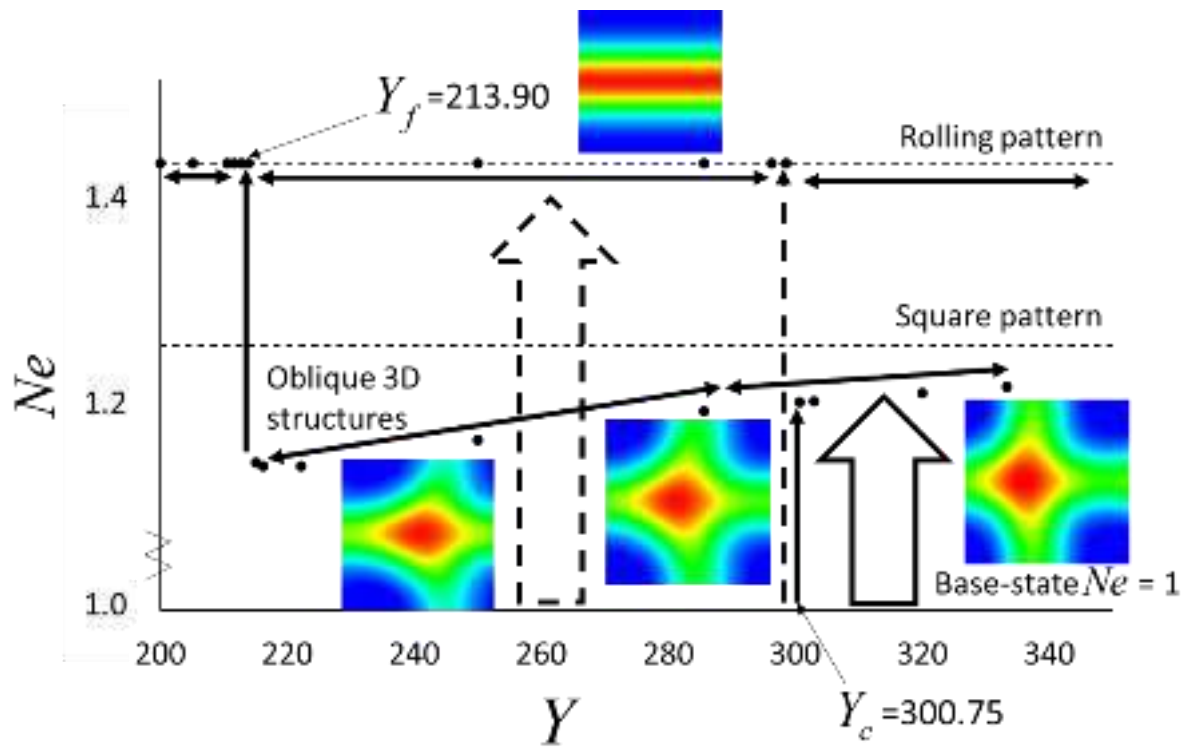 Y_f =213.90
Rolling pattern
1.4
Square pattern
Ne
Oblique 3D
structures
1.2
Base-state Ne = 1
1.0
200 220 240 260 280 300 320 340
Y
Y_c =300.75